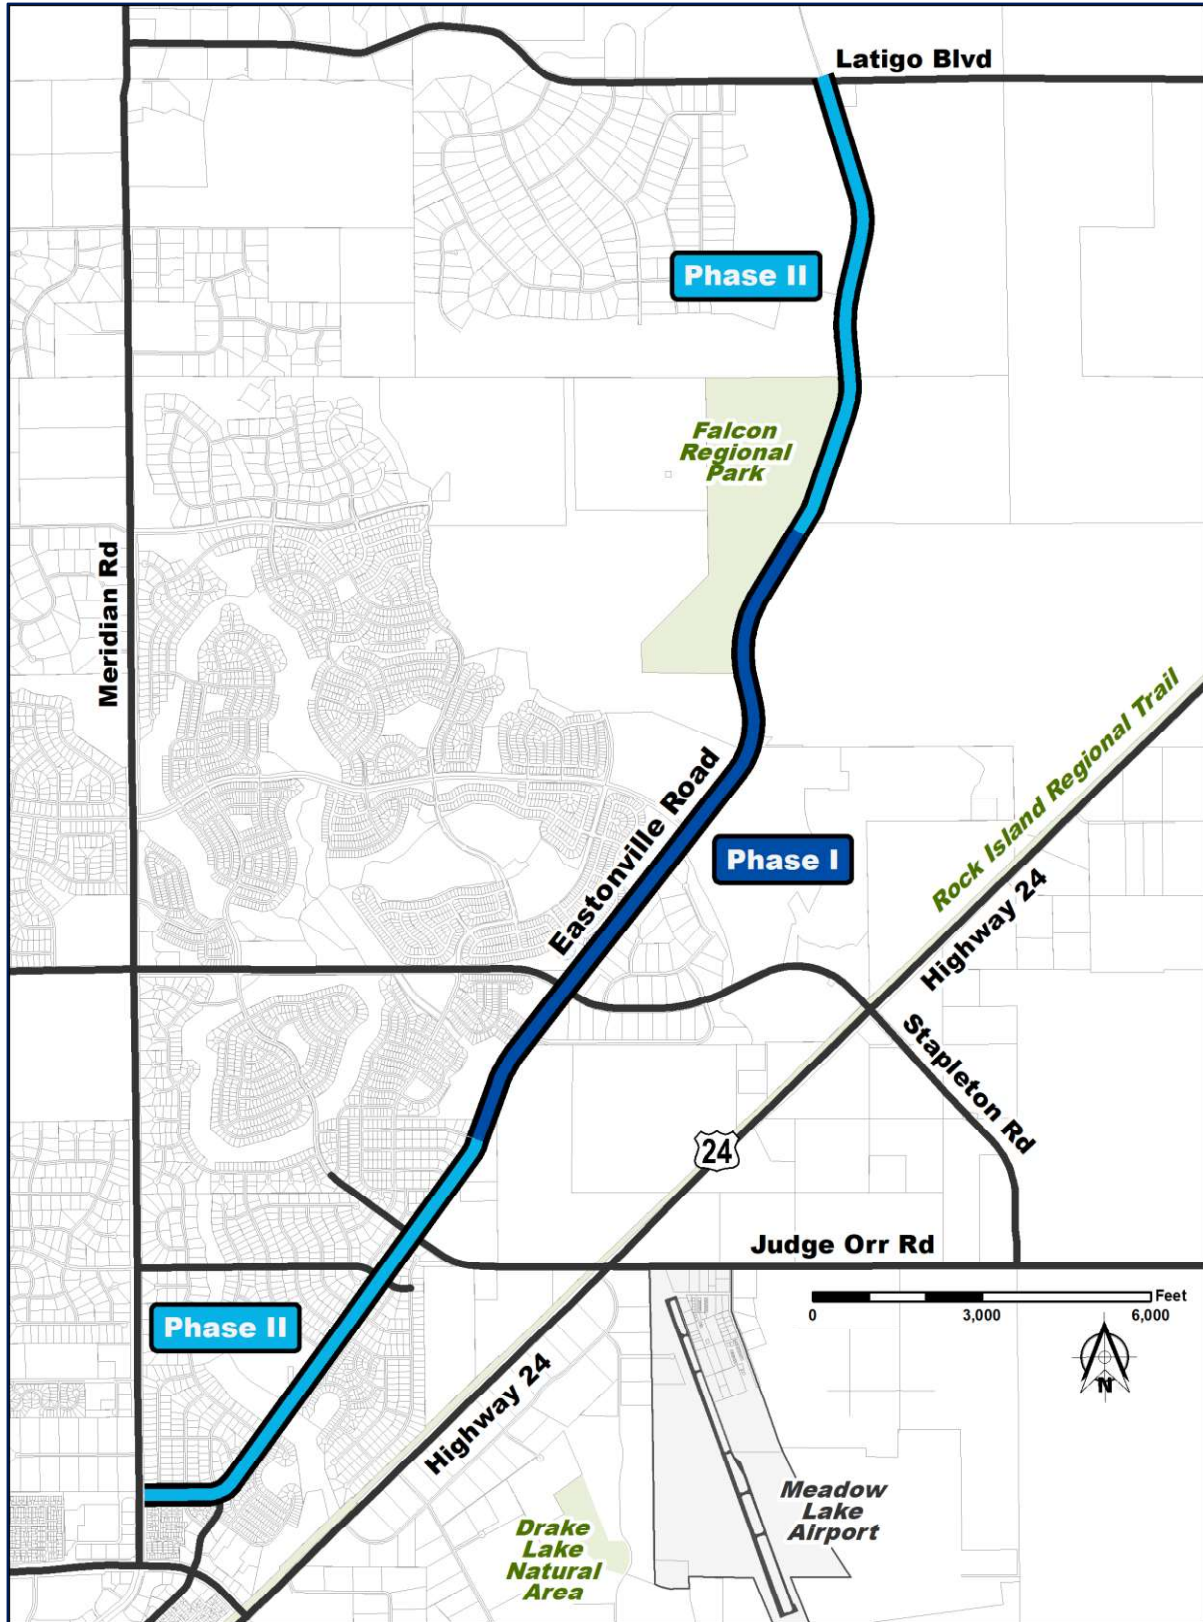 Latigo Blvd
Phase II
Falcon
Regional
Park
Meridian Rd
Rock Island Regional Trail
Eastonville Road
Phase I
Highway 24
Stapleton Rd
24
Judge Orr Rd
Feet
0 3,000 6,000
Phase II
N
Highway 24
Meadow
Lake
Airport
Drake
Lake
Natural
Area